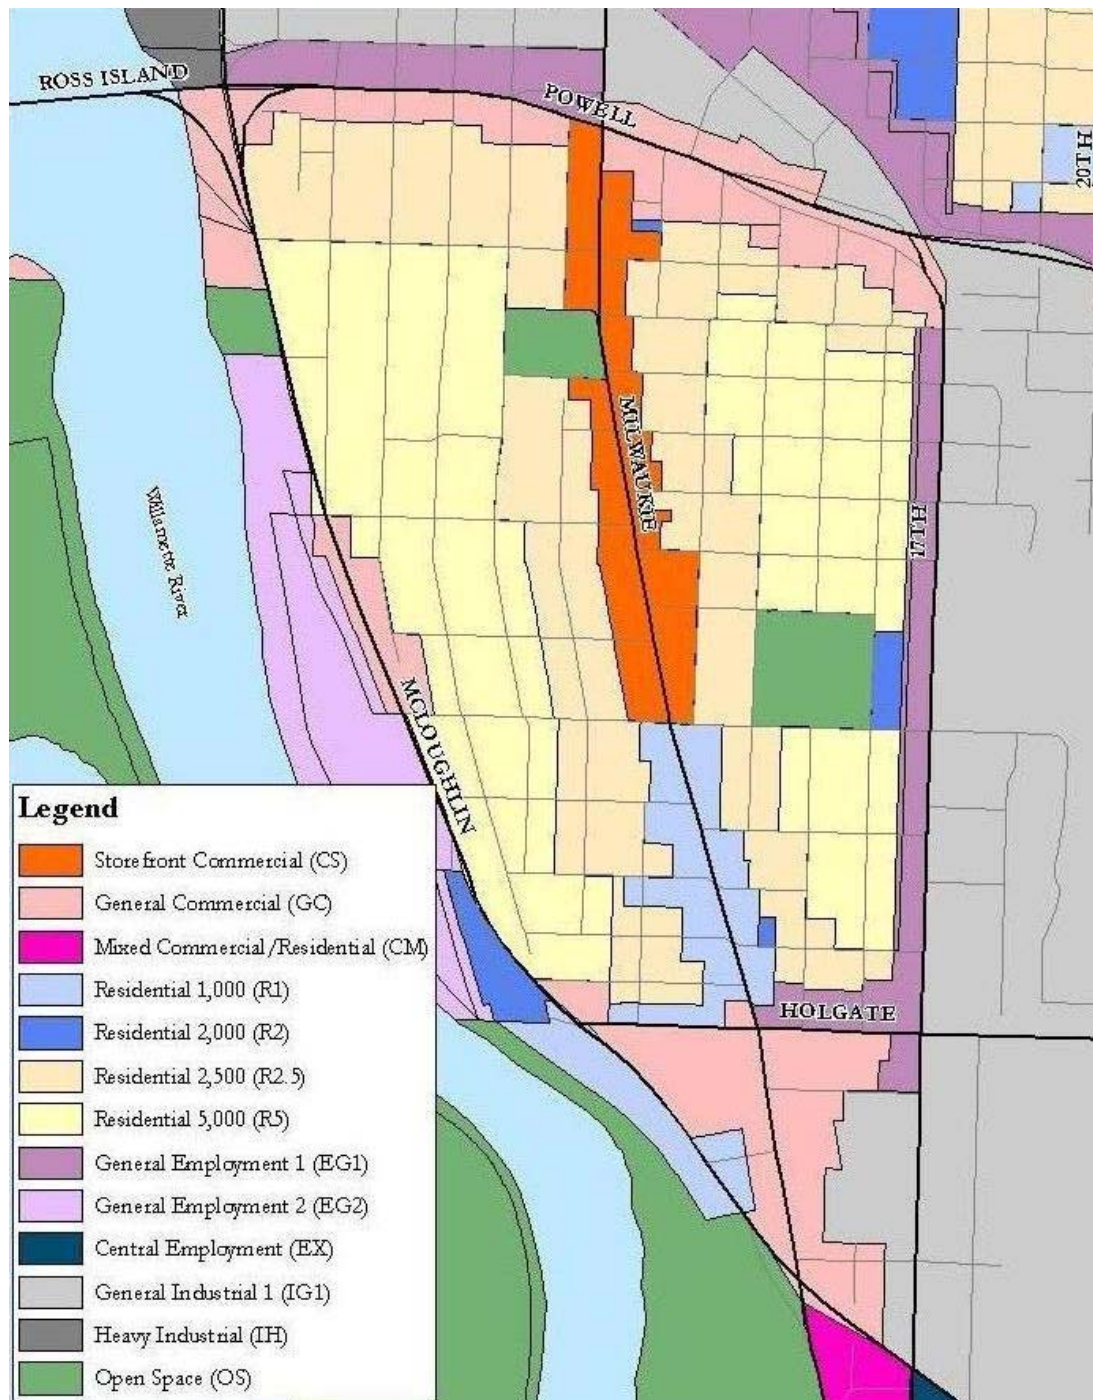 ROSS ISLAND
POWELL
20TH
MILWAUKIE
17TH
Willamette River
MCLOUGHLIN
HOLGATE
Legend
Storefront Commercial (CS)
General Commercial (GC)
Mixed Commercial/Residential (CM)
Residential 1,000 (R1)
Residential 2,000 (R2)
Residential 2,500 (R2.5)
Residential 5,000 (R5)
General Employment 1 (EG1)
General Employment 2 (EG2)
Central Employment (EX)
General Industrial 1 (IG1)
Heavy Industrial (IH)
Open Space (OS)